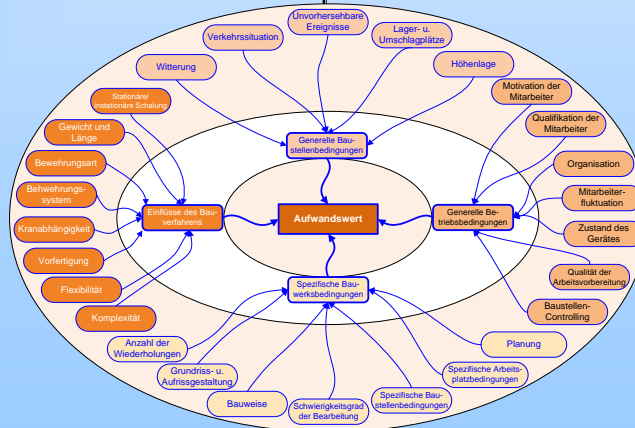 Unvorhersehbare
Ereignisse
Verkehrssituation
Lager- u.
Umschlagplätze
Witterung
Höhenlage
Generelle Bau-
stellenbedingungen
Stationäre/
instationäre Schalung
Gewicht und
Länge
Bewehrungsart
Behwehrungs-
system
Kranabhängigkeit
Vorfertigung
Flexibilität
Komplexität
Einflüsse des Bau-
verfahrens
Aufwandswert
Generelle Be-
triebsbedingungen
Motivation der
Mitarbeiter
Qualifikation der
Mitarbeiter
Organisation
Mitarbeiter-
fluktuation
Zustand des
Gerätes
Qualität der
Arbeitsvorbereitung
Baustellen-
Controlling
Spezifische Bau-
werksbedingungen
Anzahl der
Wiederholungen
Grundriss- u.
Aufrissgestaltung
Bauweise
Schwierigkeitsgrad
der Bearbeitung
Spezifische Bau-
stellenbedingungen
Spezifische Arbeits-
platzbedingungen
Planung